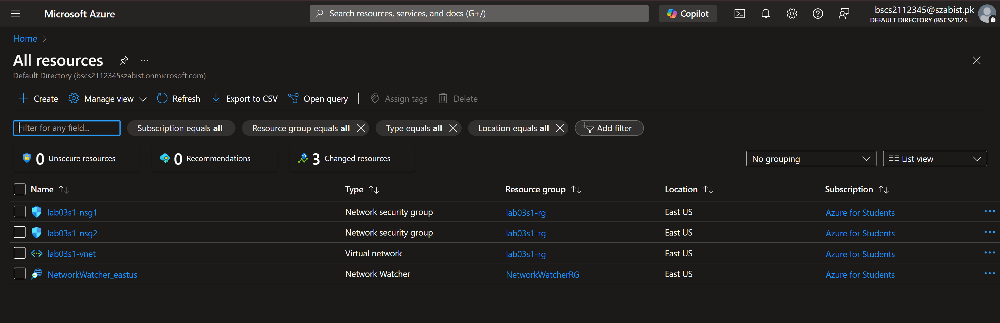 Microsoft Azure
Search resources, services, and docs (G+/)
Copilot
bscs2112345@szabist.pk
DEFAULT DIRECTORY (BSCS21123...
Home
All resources
Default Directory (bscs2112345szabist.onmicrosoft.com)
Create Manage view Refresh Export to CSV Open query Assign tags Delete
Filter for any field... Subscription equals all Resource group equals all Type equals all Location equals all Add filter
0 Unsecure resources 0 Recommendations 3 Changed resources No grouping List view
Name Type Resource group Location Subscription
lab03s1-nsg1 Network security group lab03s1-rg East US Azure for Students
lab03s1-nsg2 Network security group lab03s1-rg East US Azure for Students
lab03s1-vnet Virtual network lab03s1-rg East US Azure for Students
NetworkWatcher_eastus Network Watcher NetworkWatcherRG East US Azure for Students